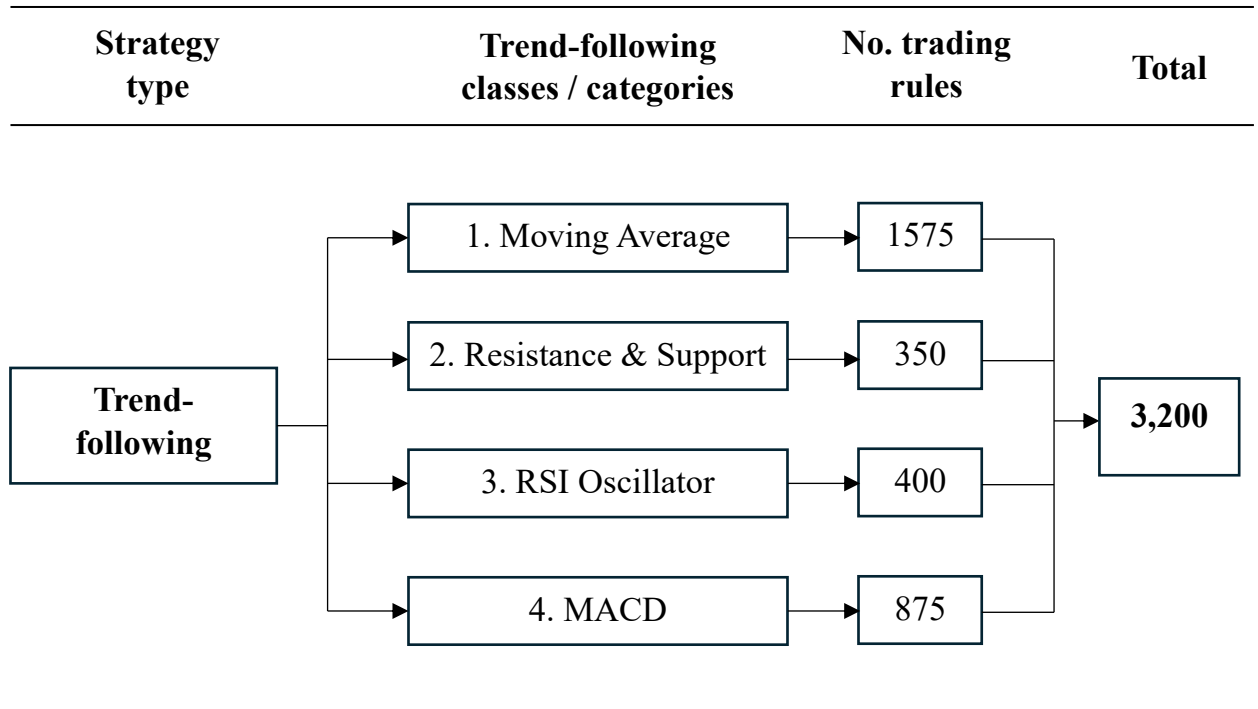 Strategy
type
Trend-following
classes / categories
No. trading
rules
Total
Trend-
following
1. Moving Average
1575
2. Resistance & Support
350
3. RSI Oscillator
400
4. MACD
875
3,200